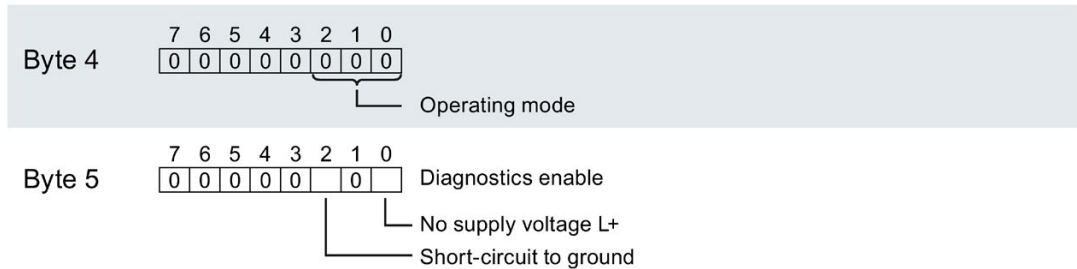 7 6 5 4 3 2 1 0
Byte 4 0 0 0 0 0 0 0 0
Operating mode
7 6 5 4 3 2 1 0
Byte 5 0 0 0 0 0 0 Diagnostics enable
No supply voltage L+
Short-circuit to ground